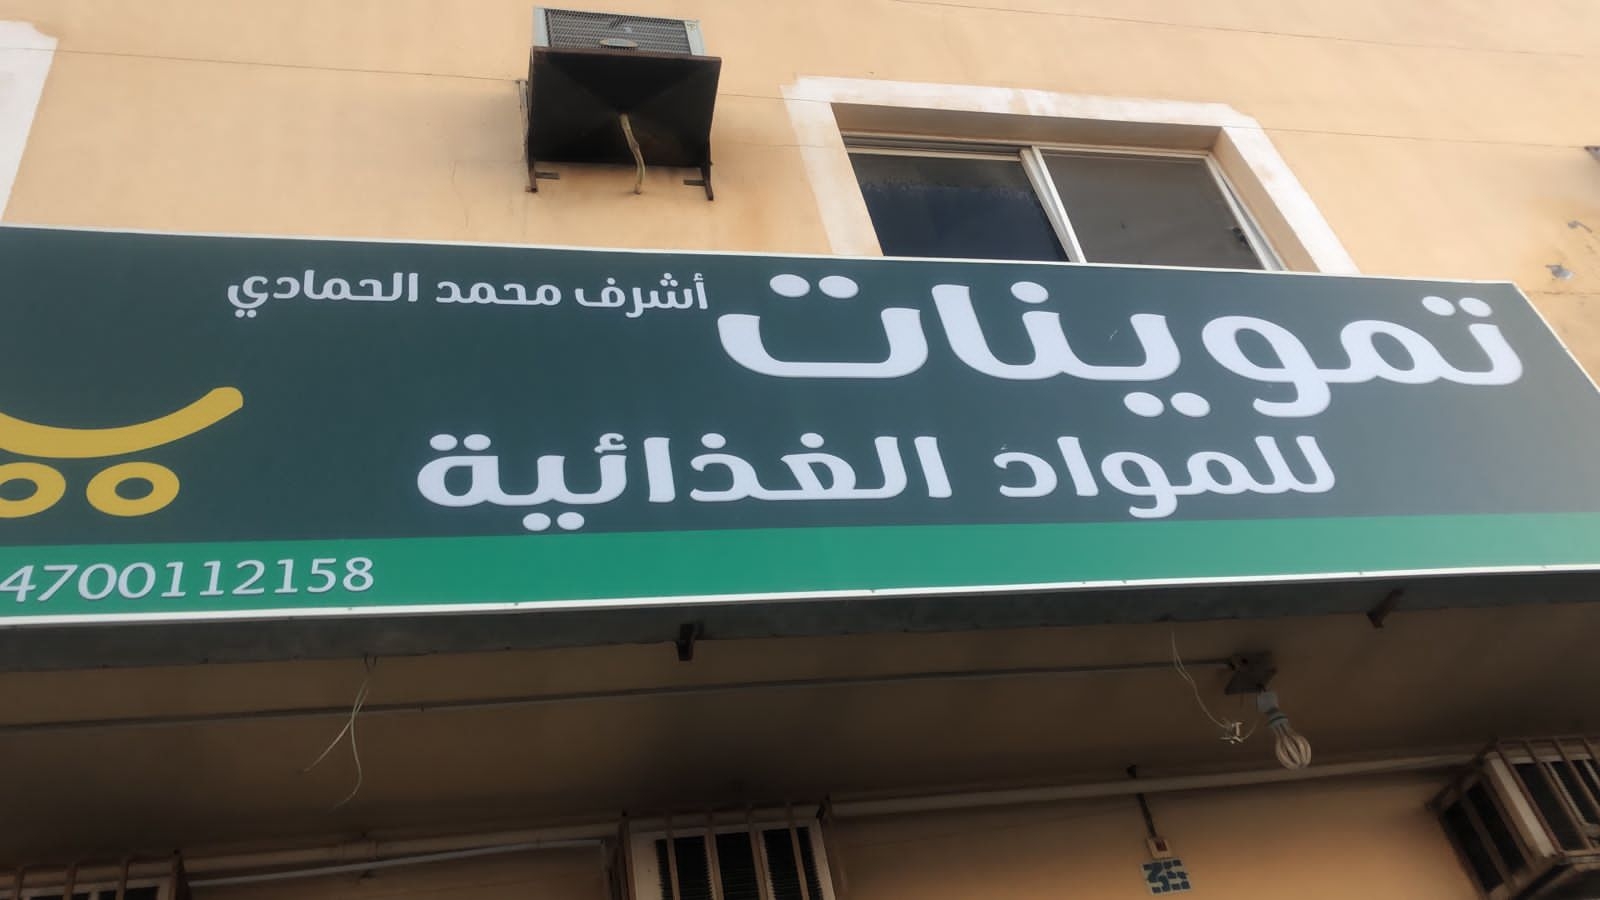 تموينات أشرف محمد الحمادي
للمواد الغذائية
4700112158